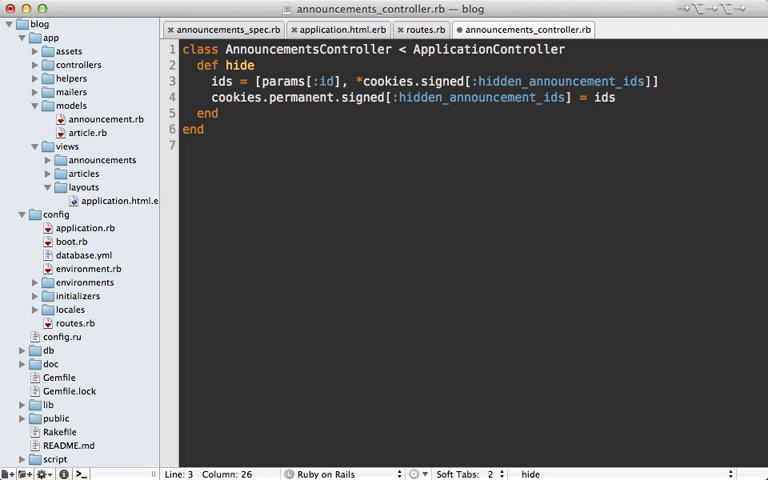 announcements_controller.rb — blog
blog
app
assets
controllers
helpers
mailers
models
announcement.rb
article.rb
views
announcements
articles
layouts
application.html.e
config
application.rb
boot.rb
database.yml
environment.rb
environments
initializers
locales
routes.rb
config.ru
db
doc
Gemfile
Gemfile.lock
lib
public
Rakefile
README.md
script
announcements_spec.rb application.html.erb routes.rb announcements_controller.rb
1 class AnnouncementsController < ApplicationController
2 def hide
3 ids = [params[:id], *cookies.signed[:hidden_announcement_ids]]
4 cookies.permanent.signed[:hidden_announcement_ids] = ids
5 end
6 end
7
Line: 3 Column: 26 Ruby on Rails Soft Tabs: 2 hide